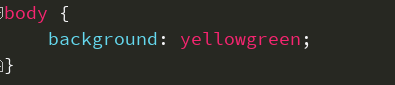 body {
    background: yellowgreen;
}